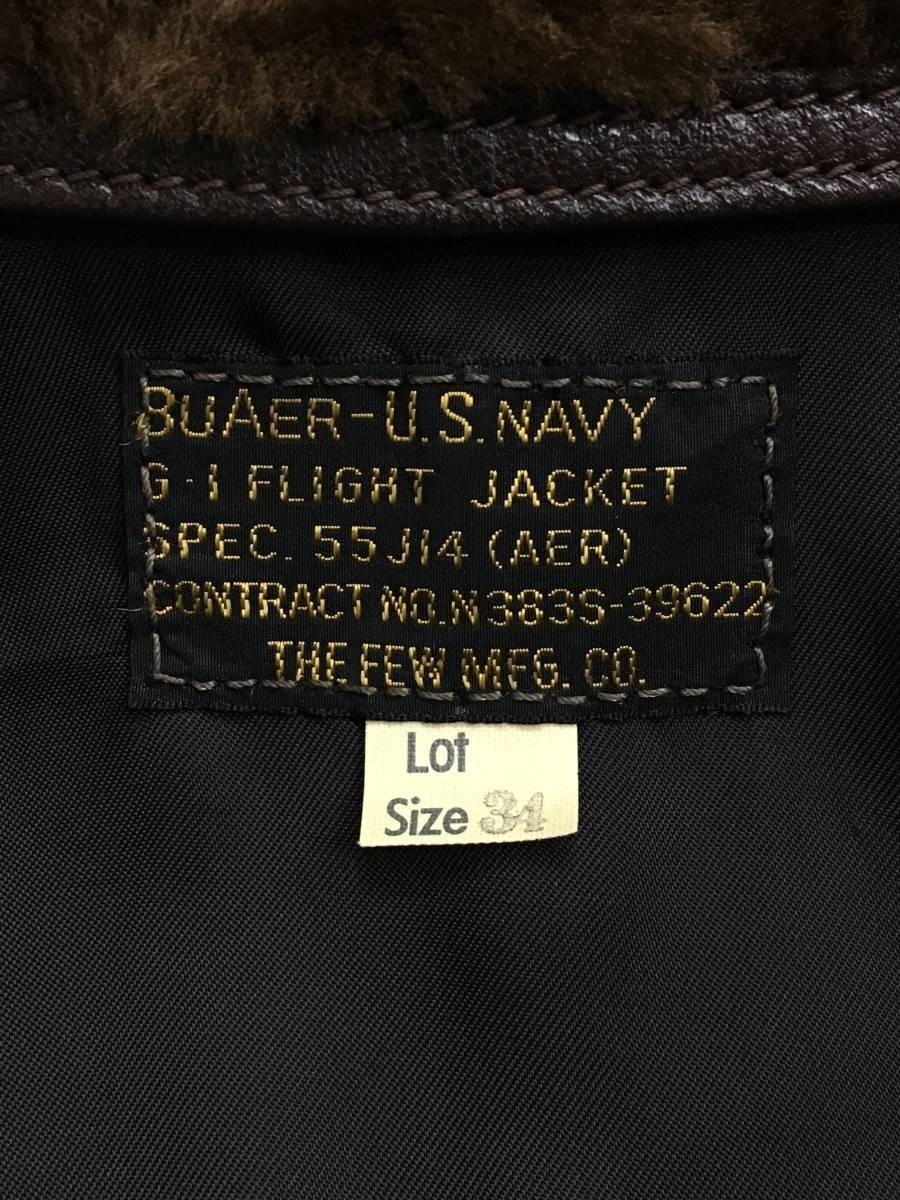 BUAER-U.S. NAVY
G-1 FLIGHT JACKET
SPEC. 55J14 (AER)
CONTRACT NO. N383S-39622
THE FEW MFG. CO.
Lot
Size 34